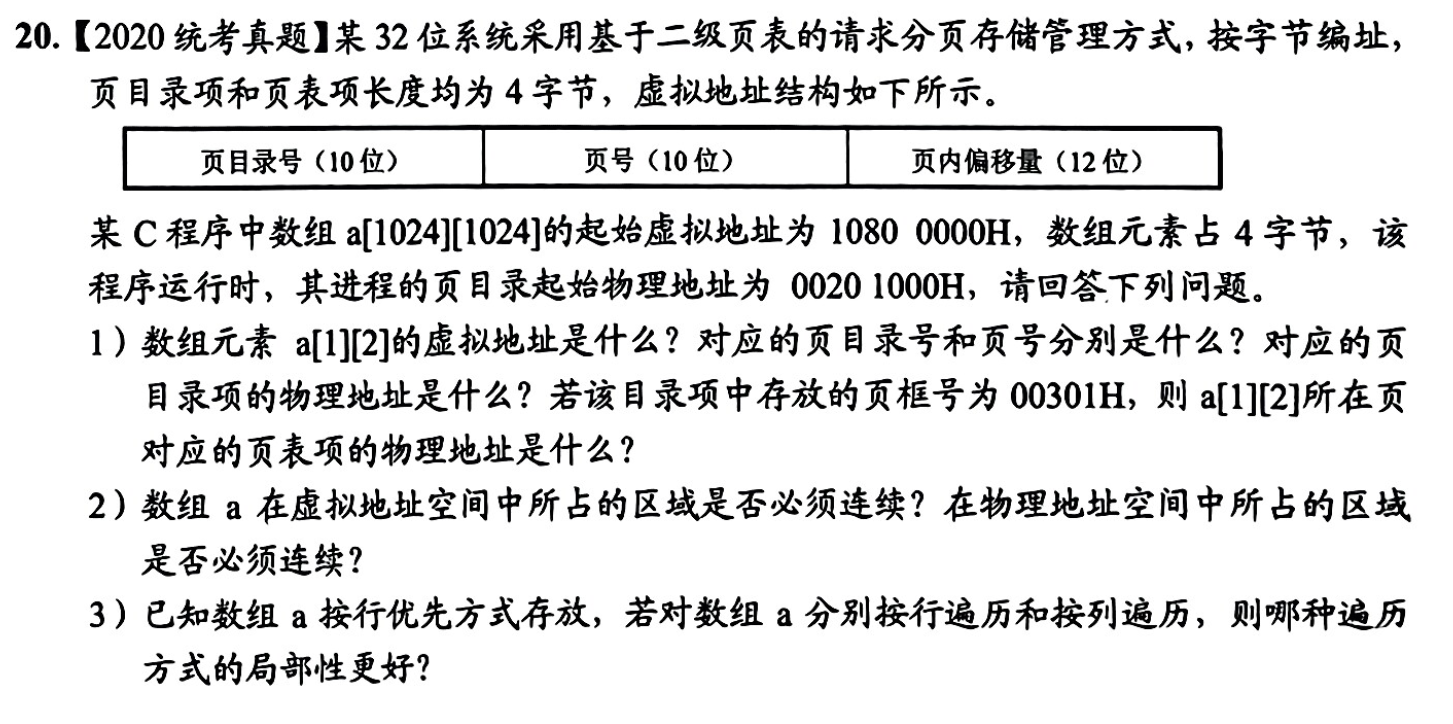 20.【2020 统考真题】某 32 位系统采用基于二级页表的请求分页存储管理方式，按字节编址，
页目录项和页表项长度均为 4 字节，虚拟地址结构如下所示。
页目录号（10 位） 页号（10 位） 页内偏移量（12 位）
某 C 程序中数组 a[1024][1024]的起始虚拟地址为 1080 0000H，数组元素占 4 字节，该
程序运行时，其进程的页目录起始物理地址为 0020 1000H，请回答下列问题。
1）数组元素 a[1][2]的虚拟地址是什么？对应的页目录号和页号分别是什么？对应的页
目录项的物理地址是什么？若该目录项中存放的页框号为 00301H，则 a[1][2]所在页
对应的页表项的物理地址是什么？
2）数组 a 在虚拟地址空间中所占的区域是否必须连续？在物理地址空间中所占的区域
是否必须连续？
3）已知数组 a 按行优先方式存放，若对数组 a 分别按行遍历和按列遍历，则哪种遍历
方式的局部性更好？